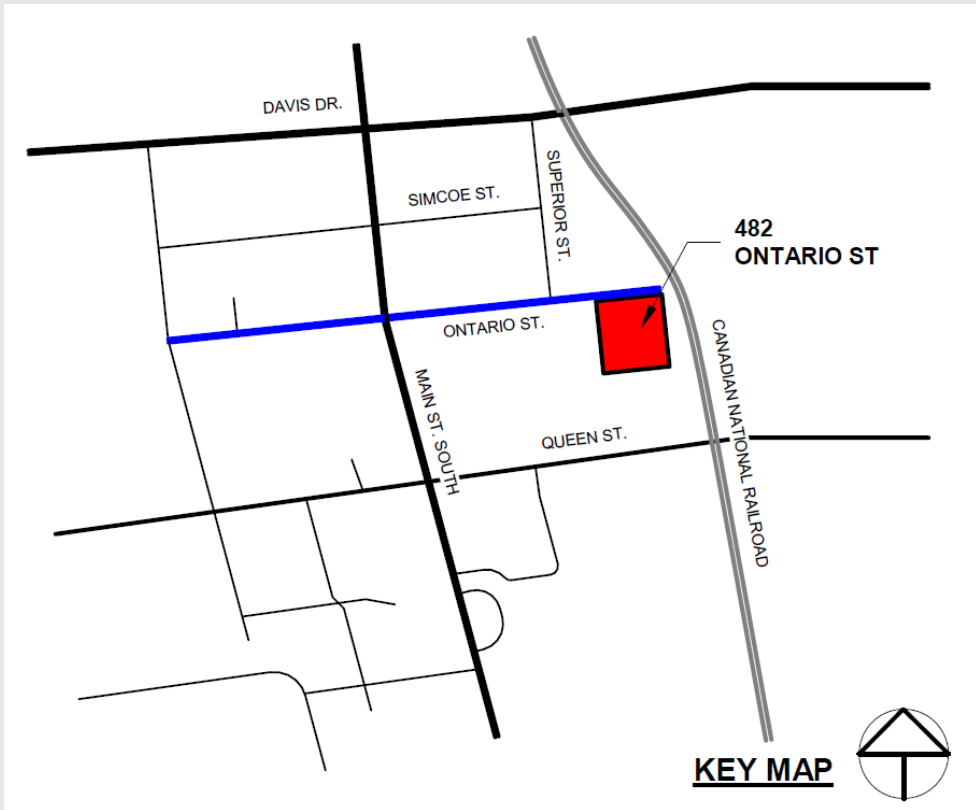 DAVIS DR.
SIMCOE ST.
SUPERIOR ST.
482
ONTARIO ST
ONTARIO ST.
CANADIAN NATIONAL RAILROAD
MAIN ST. SOUTH
QUEEN ST.
KEY MAP